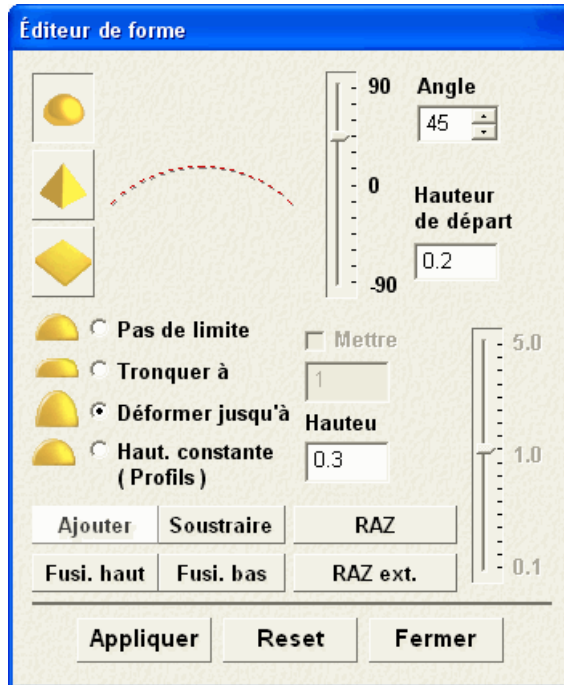 Éditeur de forme
90
Angle
45
0
Hauteur
de départ
0.2
-90
Pas de limite
Mettre
5.0
Tronquer à
1
Déformer jusqu'à
Hauteu
Haut. constante
( Profils )
0.3
1.0
Ajouter
Soustraire
RAZ
Fusi. haut
Fusi. bas
RAZ ext.
0.1
Appliquer
Reset
Fermer